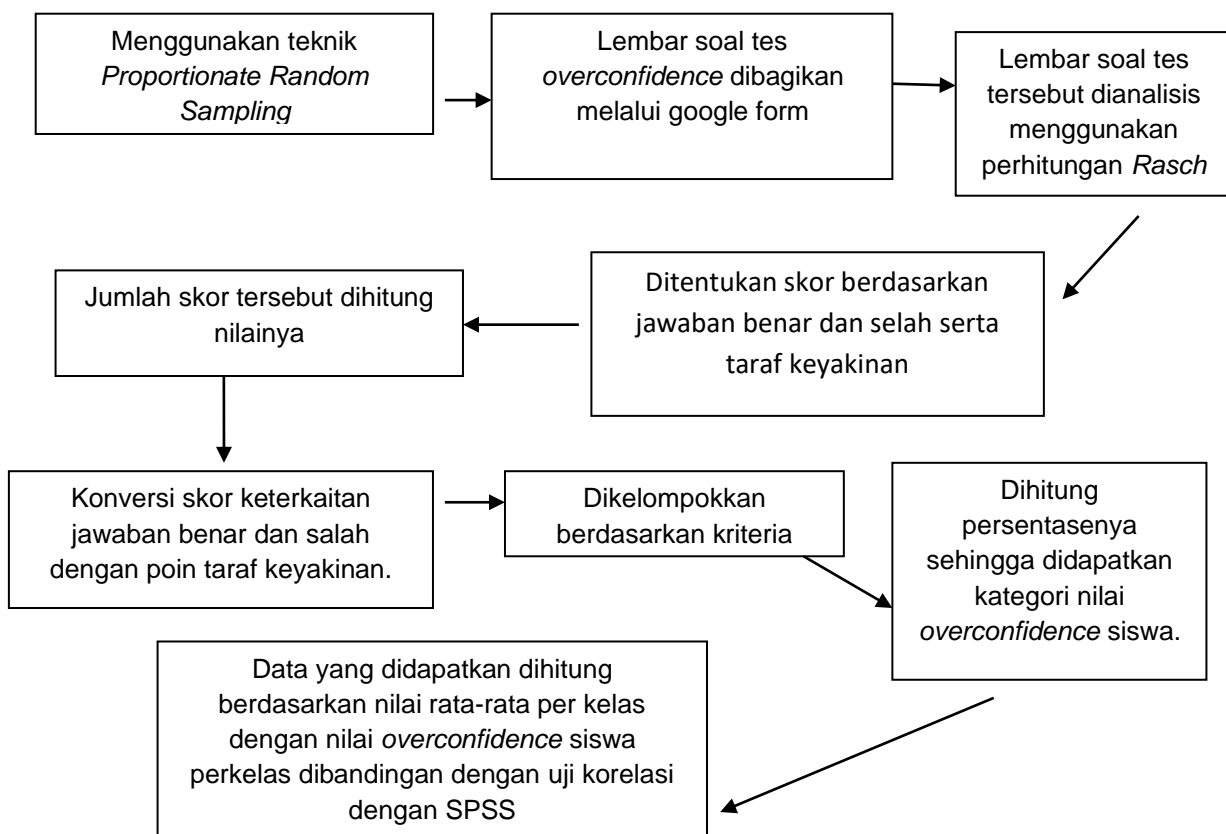 Menggunakan teknik
Proportionate Random
Sampling
Lembar soal tes
overconfidence dibagikan
melalui google form
Lembar soal tes
tersebut dianalisis
menggunakan
perhitungan Rasch
Ditentukan skor berdasarkan
jawaban benar dan selah serta
taraf keyakinan
Jumlah skor tersebut dihitung
nilainya
Konversi skor keterkaitan
jawaban benar dan salah
dengan poin taraf keyakinan.
Dikelompokkan
berdasarkan kriteria
Dihitung
persentasenya
sehingga didapatkan
kategori nilai
overconfidence siswa.
Data yang didapatkan dihitung
berdasarkan nilai rata-rata per kelas
dengan nilai overconfidence siswa
perkelas dibandingan dengan uji korelasi
dengan SPSS